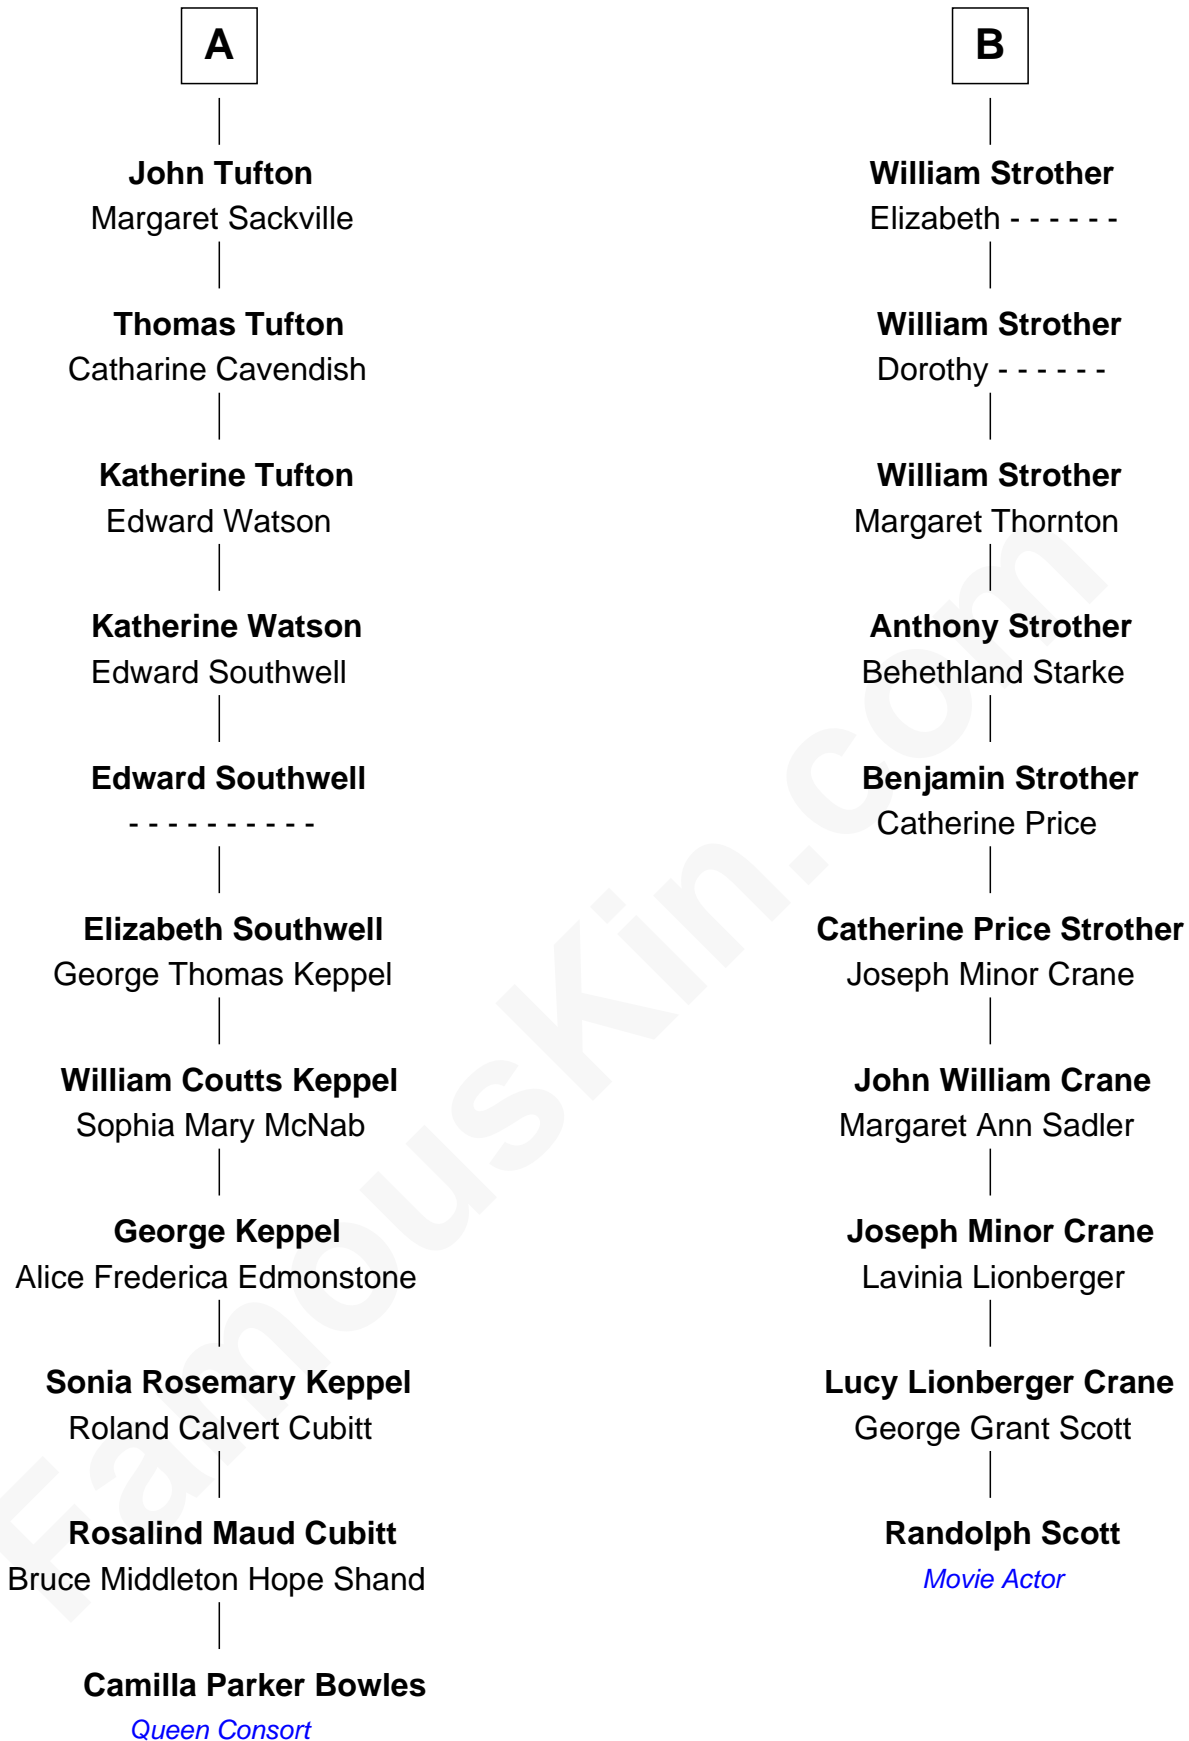 A
John Tufton
Margaret Sackville
Thomas Tufton
Catharine Cavendish
Katherine Tufton
Edward Watson
Katherine Watson
Edward Southwell
Edward Southwell
- - - - - - - - - -
Elizabeth Southwell
George Thomas Keppel
William Coutts Keppel
Sophia Mary McNab
George Keppel
Alice Frederica Edmonstone
Sonia Rosemary Keppel
Roland Calvert Cubitt
Rosalind Maud Cubitt
Bruce Middleton Hope Shand
Camilla Parker Bowles
Queen Consort
B
William Strother
Elizabeth - - - - - -
William Strother
Dorothy - - - - - -
William Strother
Margaret Thornton
Anthony Strother
Behethland Starke
Benjamin Strother
Catherine Price
Catherine Price Strother
Joseph Minor Crane
John William Crane
Margaret Ann Sadler
Joseph Minor Crane
Lavinia Lionberger
Lucy Lionberger Crane
George Grant Scott
Randolph Scott
Movie Actor
FamousKin.com